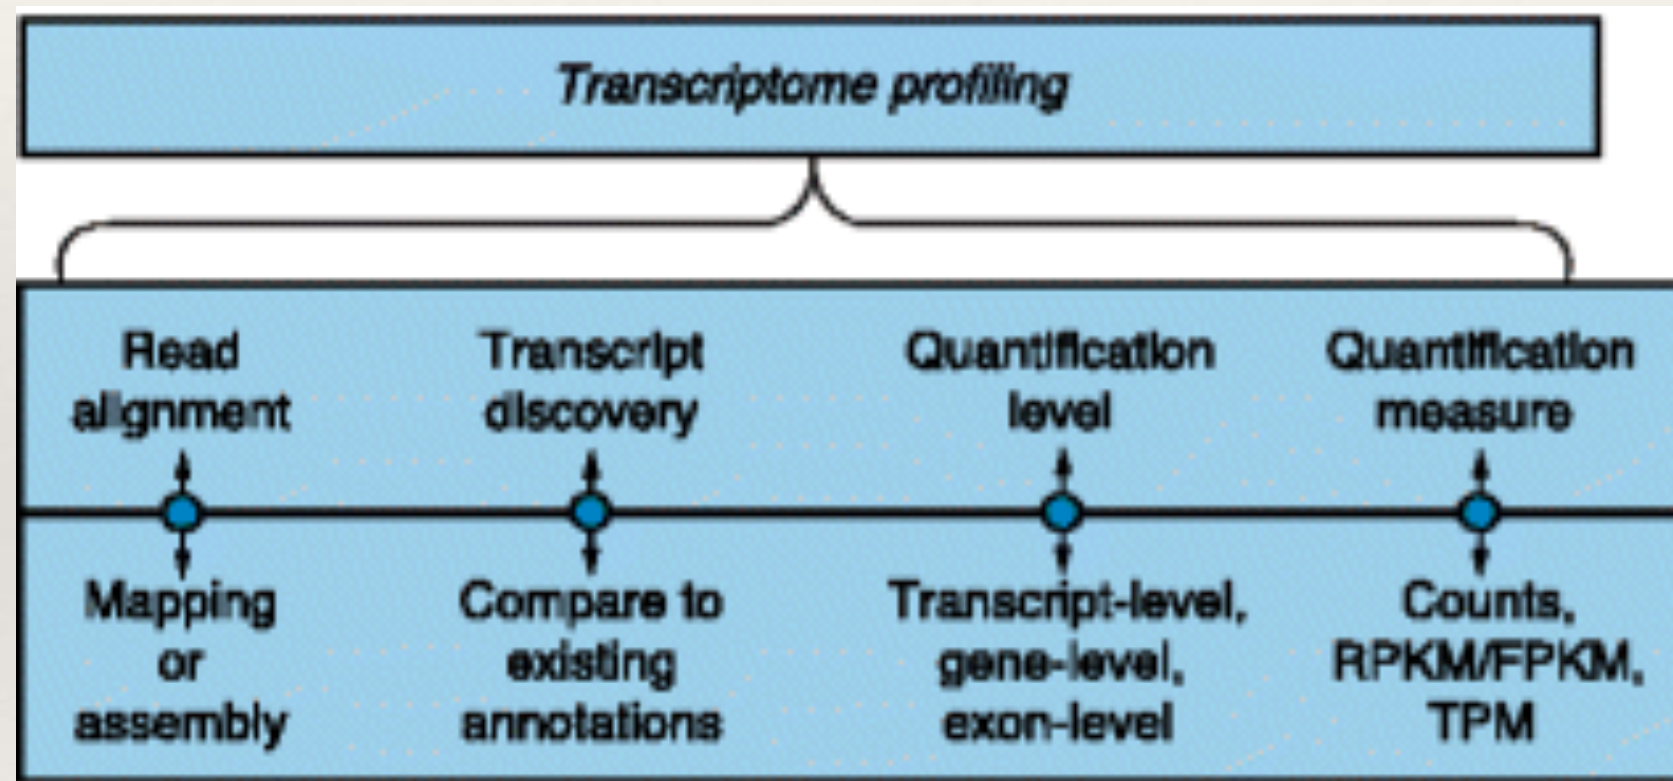 Transcriptome profiling
Read
alignment
Transcript
discovery
Quantification
level
Quantification
measure
Mapping
or
assembly
Compare to
existing
annotations
Transcript-level,
gene-level,
exon-level
Counts,
RPKM/FPKM,
TPM